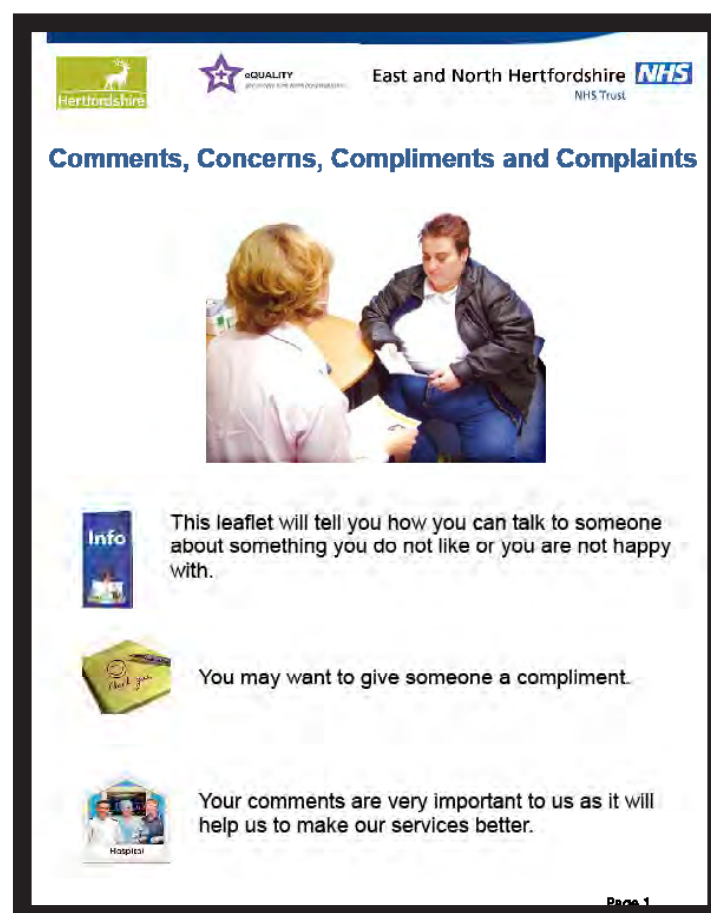 Hertfordshire
eQUALITY
East and North Hertfordshire NHS
NHS Trust
Comments, Concerns, Compliments and Complaints
Info
This leaflet will tell you how you can talk to someone
about something you do not like or you are not happy
with.
Thank you
You may want to give someone a compliment.
Your comments are very important to us as it will
help us to make our services better.
Hospital
Page 1